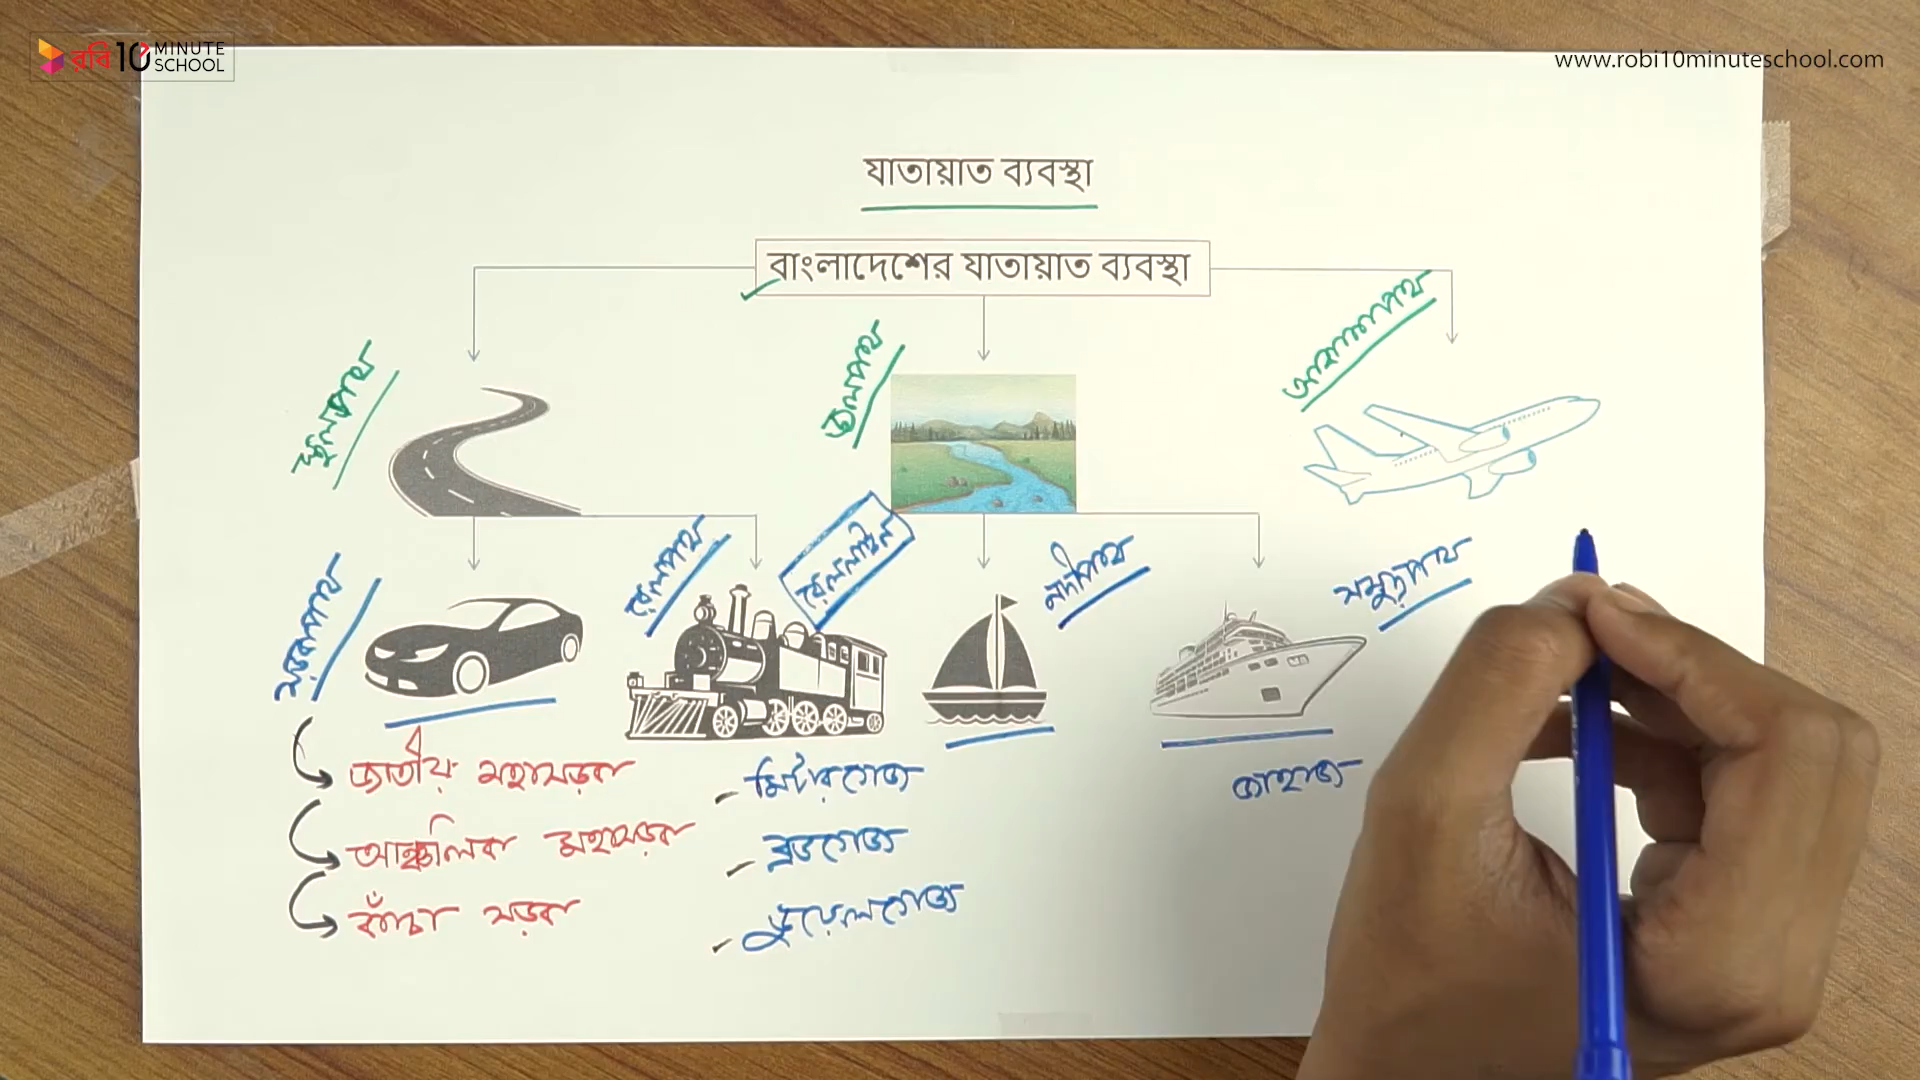 রবি 10 MINUTE SCHOOL
www.robi10minuteschool.com
যাতায়াত ব্যবস্থা
বাংলাদেশের যাতায়াত ব্যবস্থা
স্থলপথ
জলপথ
আকাশপথ
সড়কপথ
রেলপথ
রেললাইন
নদীপথ
সমুদ্রপথ
জাতীয় মহাসড়ক
আঞ্চলিক মহাসড়ক
কাঁচা সড়ক
মিটারগেজ
ব্রডগেজ
ডুয়েলগেজ
জাহাজ